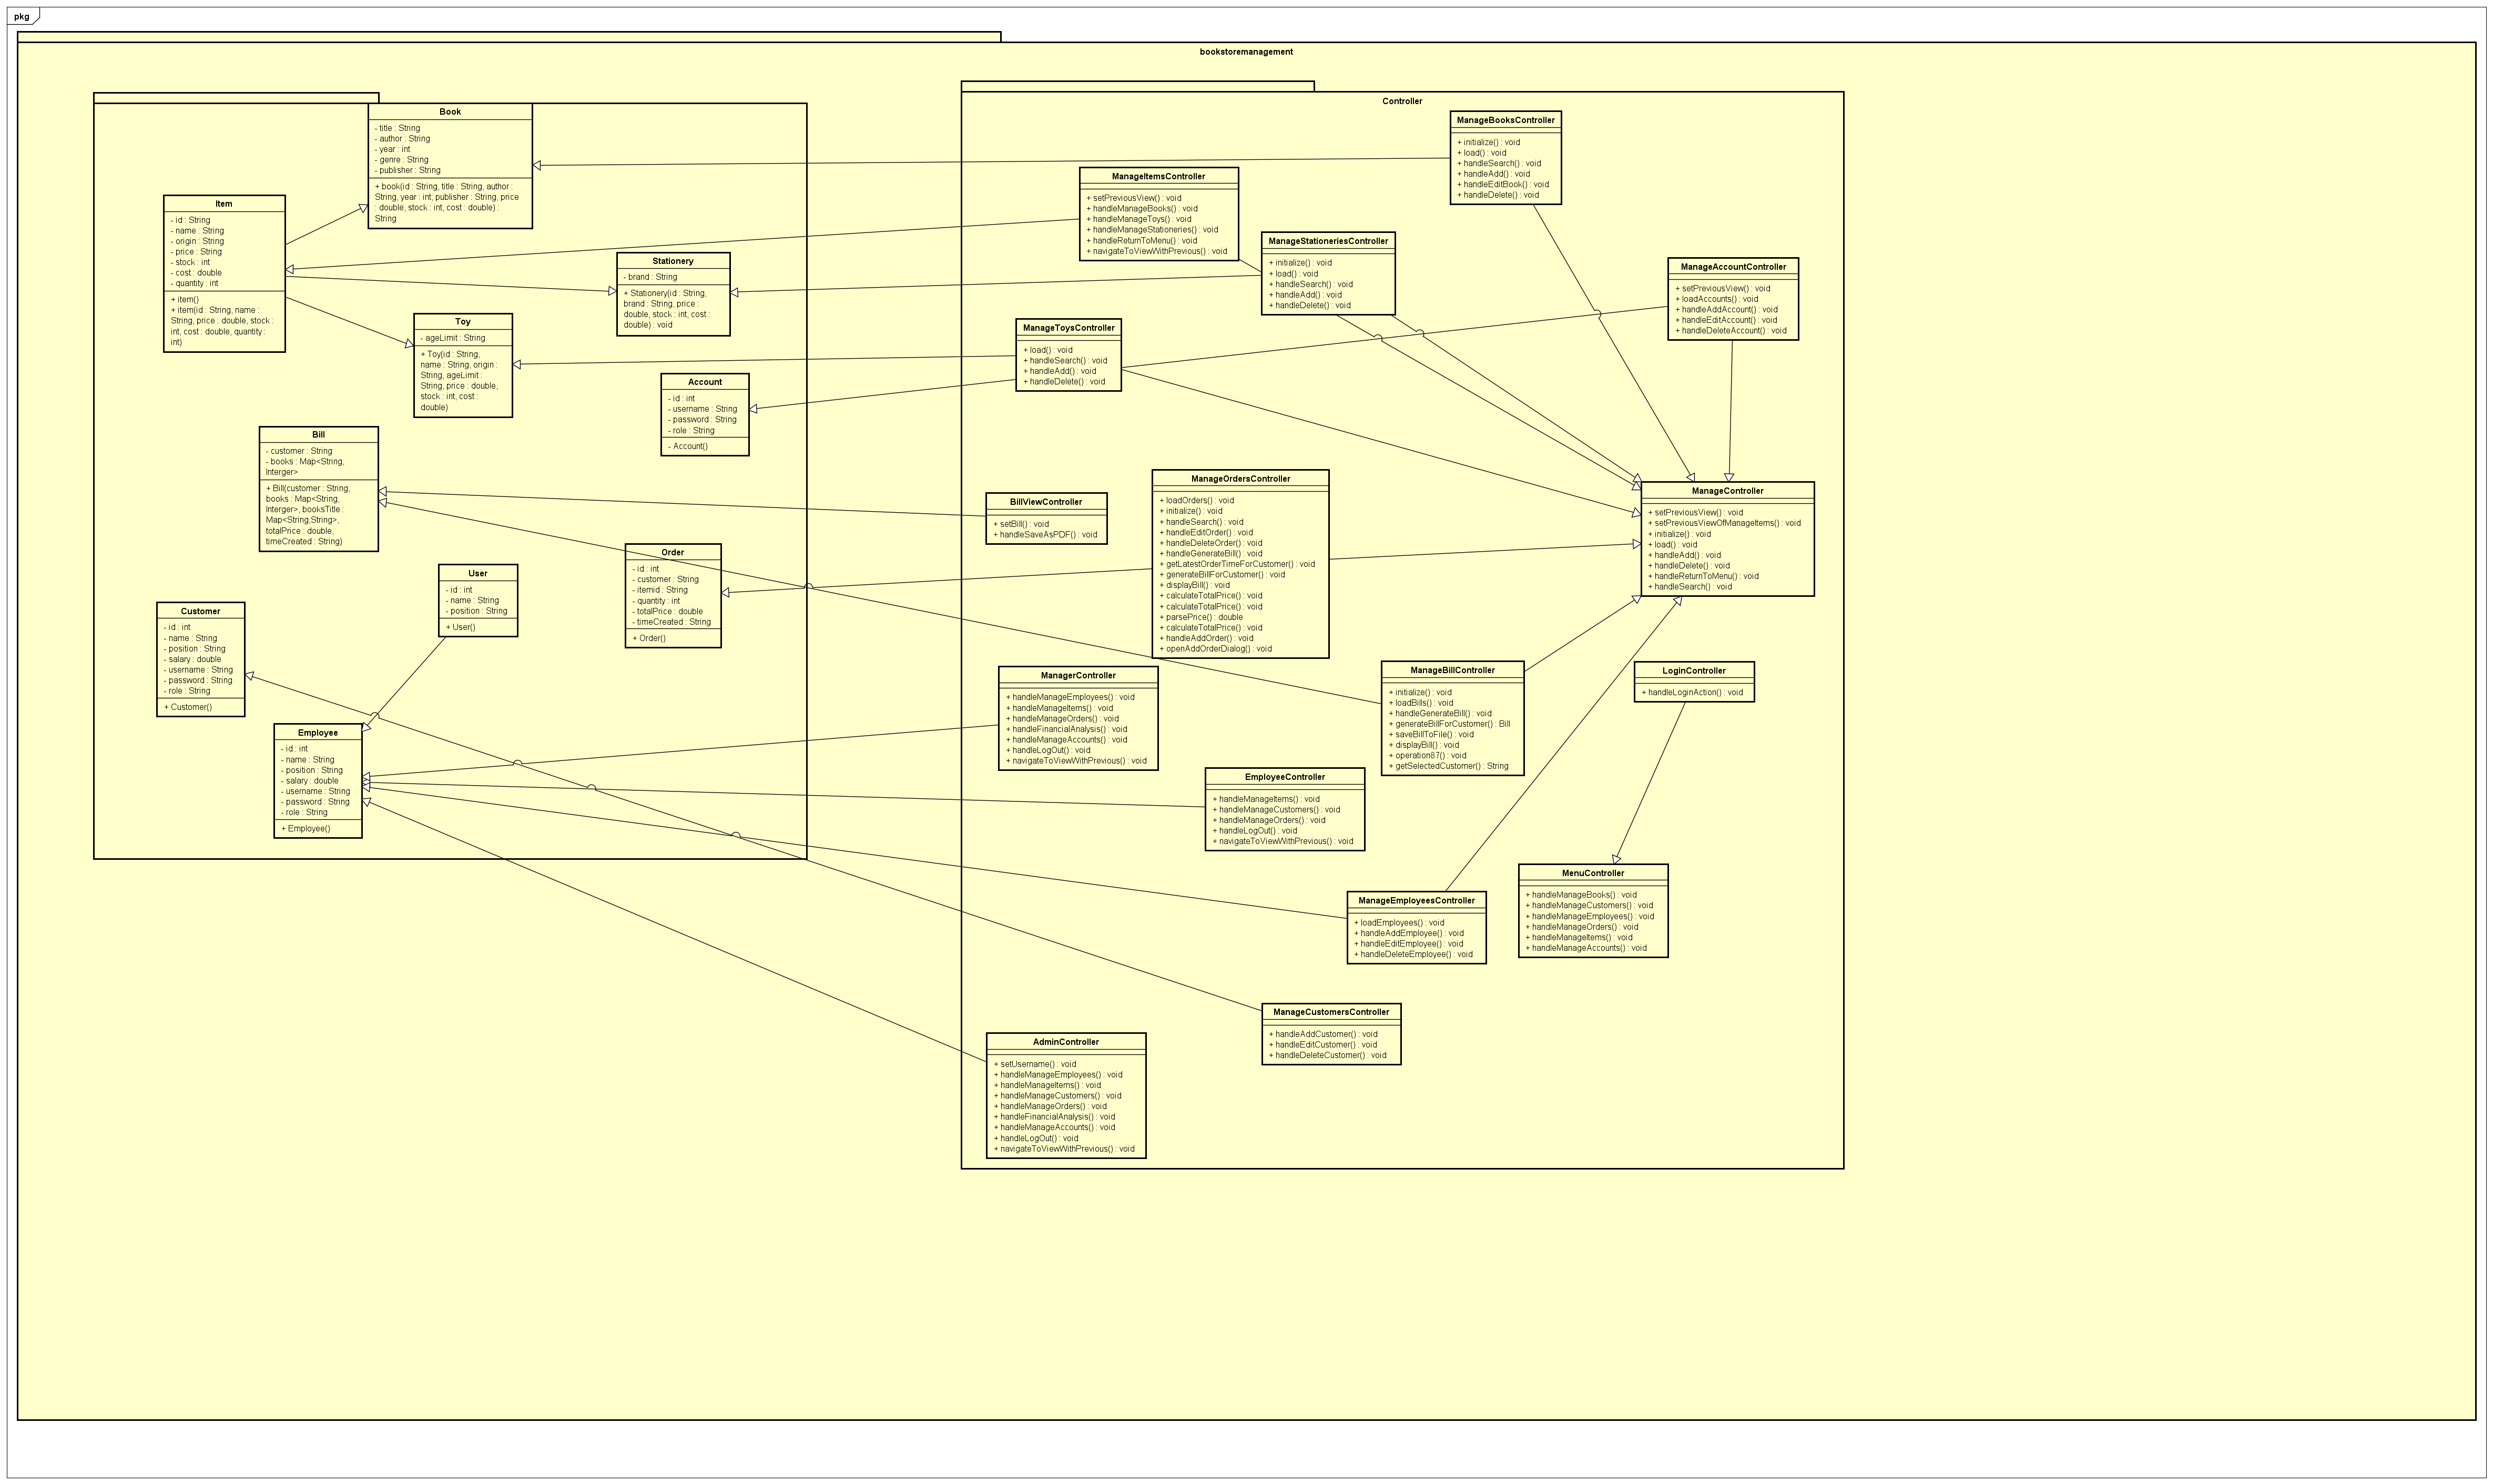 pkg
bookstoremanagement
Book
- title : String
- author : String
- year : int
- genre : String
- publisher : String
+ book(id : String, title : String, author :
String, year : int, publisher : String, price
: double, stock : int, cost : double) :
String
Item
- id : String
- name : String
- origin : String
- price : String
- stock : int
- cost : double
- quantity : int
+ item()
+ item(id : String, name :
String, price : double, stock :
int, cost : double, quantity :
int)
Stationery
- brand : String
+ Stationery(id : String,
brand : String, price :
double, stock : int, cost :
double) : void
Toy
- ageLimit : String
+ Toy(id : String,
name : String, origin :
String, ageLimit :
String, price : double,
stock : int, cost :
double)
Account
- id : int
- username : String
- password : String
- role : String
- Account()
Bill
- customer : String
- books : Map<String,
Interger>
+ Bill(customer : String,
books : Map<String,
Interger>, booksTitle :
Map<String,String>,
totalPrice : double,
timeCreated : String)
Order
- id : int
- customer : String
- itemid : String
- quantity : int
- totalPrice : double
- timeCreated : String
+ Order()
User
- id : int
- name : String
- position : String
+ User()
Customer
- id : int
- name : String
- position : String
- salary : double
- username : String
- password : String
- role : String
+ Customer()
Employee
- id : int
- name : String
- position : String
- salary : double
- username : String
- password : String
- role : String
+ Employee()
Controller
ManageBooksController
+ initialize() : void
+ load() : void
+ handleSearch() : void
+ handleAdd() : void
+ handleEditBook() : void
+ handleDelete() : void
ManageItemsController
+ setPreviousView() : void
+ handleManageBooks() : void
+ handleManageToys() : void
+ handleManageStationeries() : void
+ handleReturnToMenu() : void
+ navigateToViewWithPrevious() : void
ManageStationeriesController
+ initialize() : void
+ load() : void
+ handleSearch() : void
+ handleAdd() : void
+ handleDelete() : void
ManageAccountController
+ setPreviousView() : void
+ loadAccounts() : void
+ handleAddAccount() : void
+ handleEditAccount() : void
+ handleDeleteAccount() : void
ManageToysController
+ load() : void
+ handleSearch() : void
+ handleAdd() : void
+ handleDelete() : void
ManageOrdersController
+ loadOrders() : void
+ initialize() : void
+ handleSearch() : void
+ handleEditOrder() : void
+ handleDeleteOrder() : void
+ handleGenerateBill() : void
+ getLatestOrderTimeForCustomer() : void
+ generateBillForCustomer() : void
+ displayBill() : void
+ calculateTotalPrice() : void
+ calculateTotalPrice() : void
+ parsePrice() : double
+ calculateTotalPrice() : void
+ handleAddOrder() : void
+ openAddOrderDialog() : void
BillViewController
+ setBill() : void
+ handleSaveAsPDF() : void
ManageController
+ setPreviousView() : void
+ setPreviousViewOfManageItems() : void
+ initialize() : void
+ load() : void
+ handleAdd() : void
+ handleDelete() : void
+ handleReturnToMenu() : void
+ handleSearch() : void
ManagerController
+ handleManageEmployees() : void
+ handleManageItems() : void
+ handleManageOrders() : void
+ handleFinancialAnalysis() : void
+ handleManageAccounts() : void
+ handleLogOut() : void
+ navigateToViewWithPrevious() : void
ManageBillController
+ initialize() : void
+ loadBills() : void
+ handleGenerateBill() : void
+ generateBillForCustomer() : Bill
+ saveBillToFile() : void
+ displayBill() : void
+ operation87() : void
+ getSelectedCustomer() : String
LoginController
+ handleLoginAction() : void
EmployeeController
+ handleManageItems() : void
+ handleManageCustomers() : void
+ handleManageOrders() : void
+ handleLogOut() : void
+ navigateToViewWithPrevious() : void
MenuController
+ handleManageBooks() : void
+ handleManageCustomers() : void
+ handleManageEmployees() : void
+ handleManageOrders() : void
+ handleManageItems() : void
+ handleManageAccounts() : void
ManageEmployeesController
+ loadEmployees() : void
+ handleAddEmployee() : void
+ handleEditEmployee() : void
+ handleDeleteEmployee() : void
ManageCustomersController
+ handleAddCustomer() : void
+ handleEditCustomer() : void
+ handleDeleteCustomer() : void
AdminController
+ setUsername() : void
+ handleManageEmployees() : void
+ handleManageItems() : void
+ handleManageCustomers() : void
+ handleManageOrders() : void
+ handleFinancialAnalysis() : void
+ handleManageAccounts() : void
+ handleLogOut() : void
+ navigateToViewWithPrevious() : void